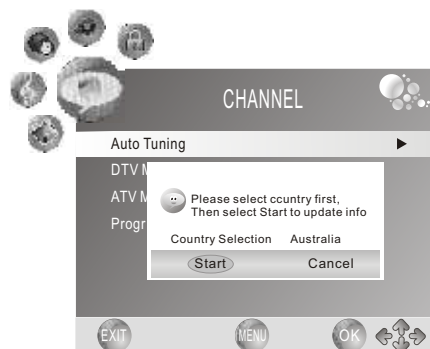 CHANNEL
Auto Tuning
DTV M
ATV M
Progr
Please select ccuntry first,
Then select Start to update info
Country Selection Australia
Start Cancel
EXIT MENU OK